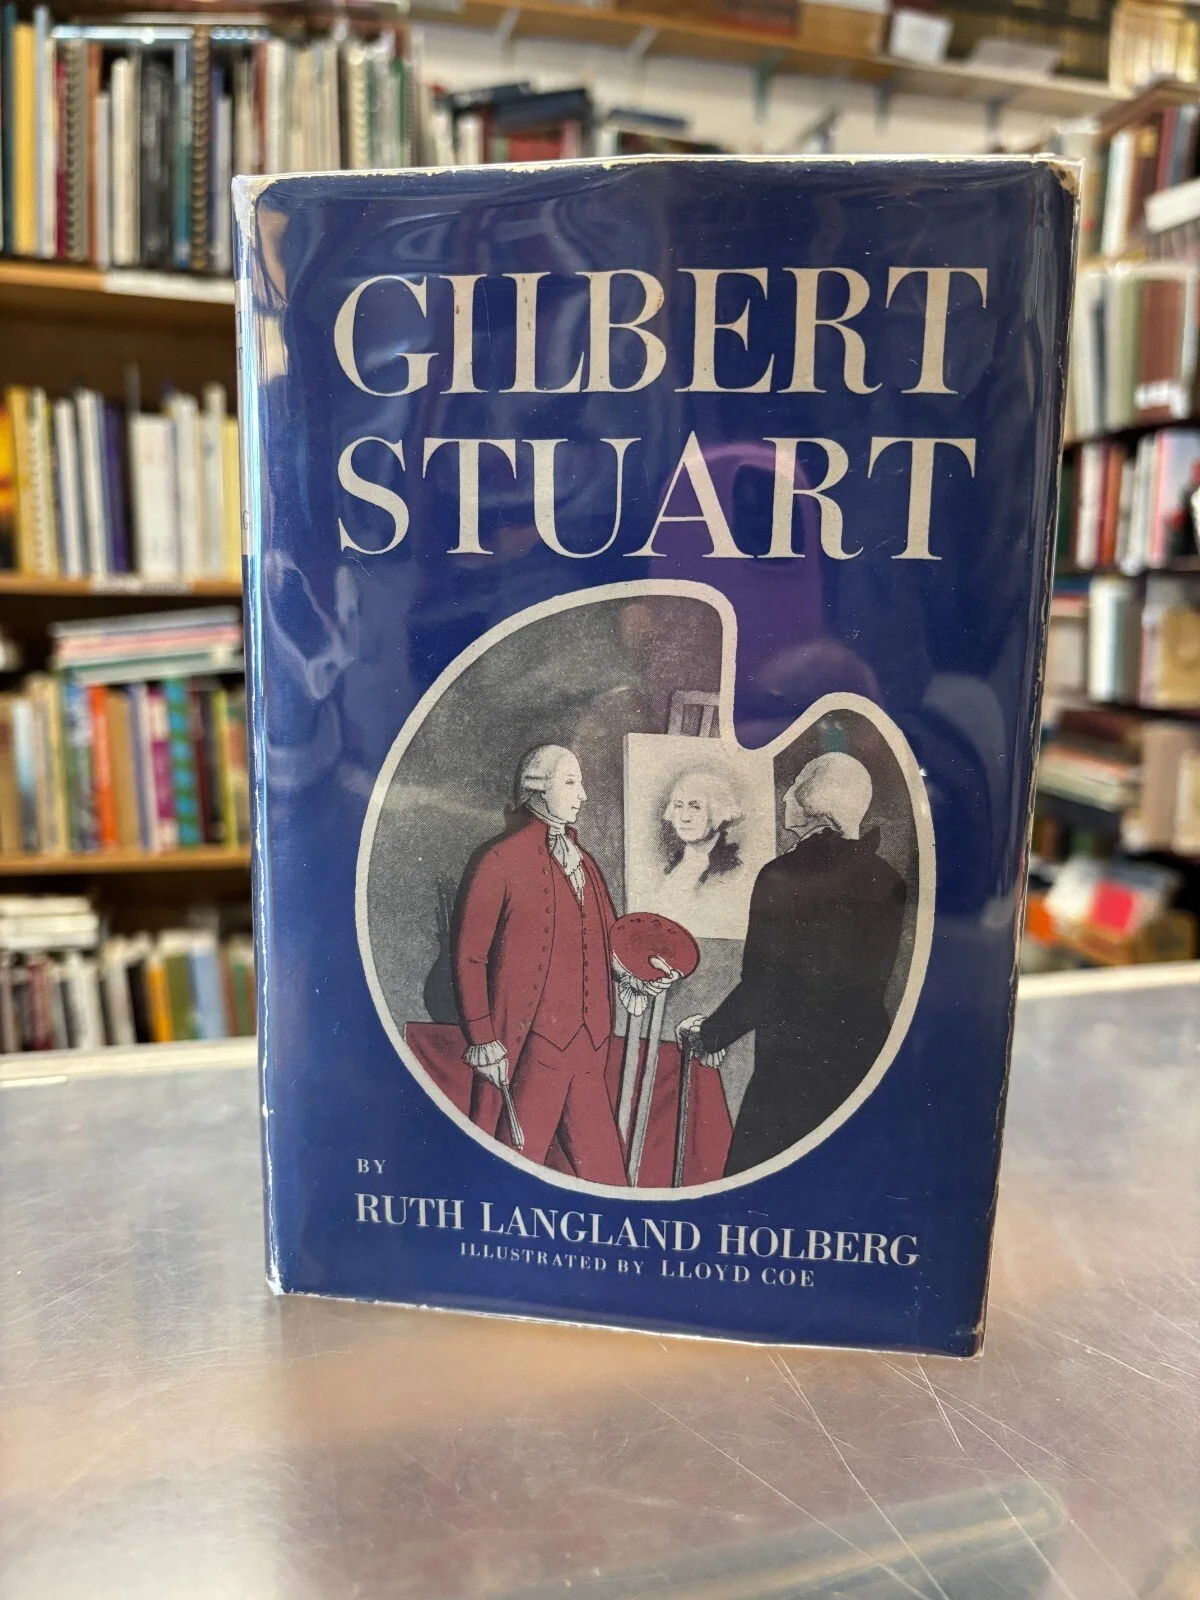 GILBERT
STUART
BY
RUTH LANGLAND HOLBERG
ILLUSTRATED BY LLOYD COE